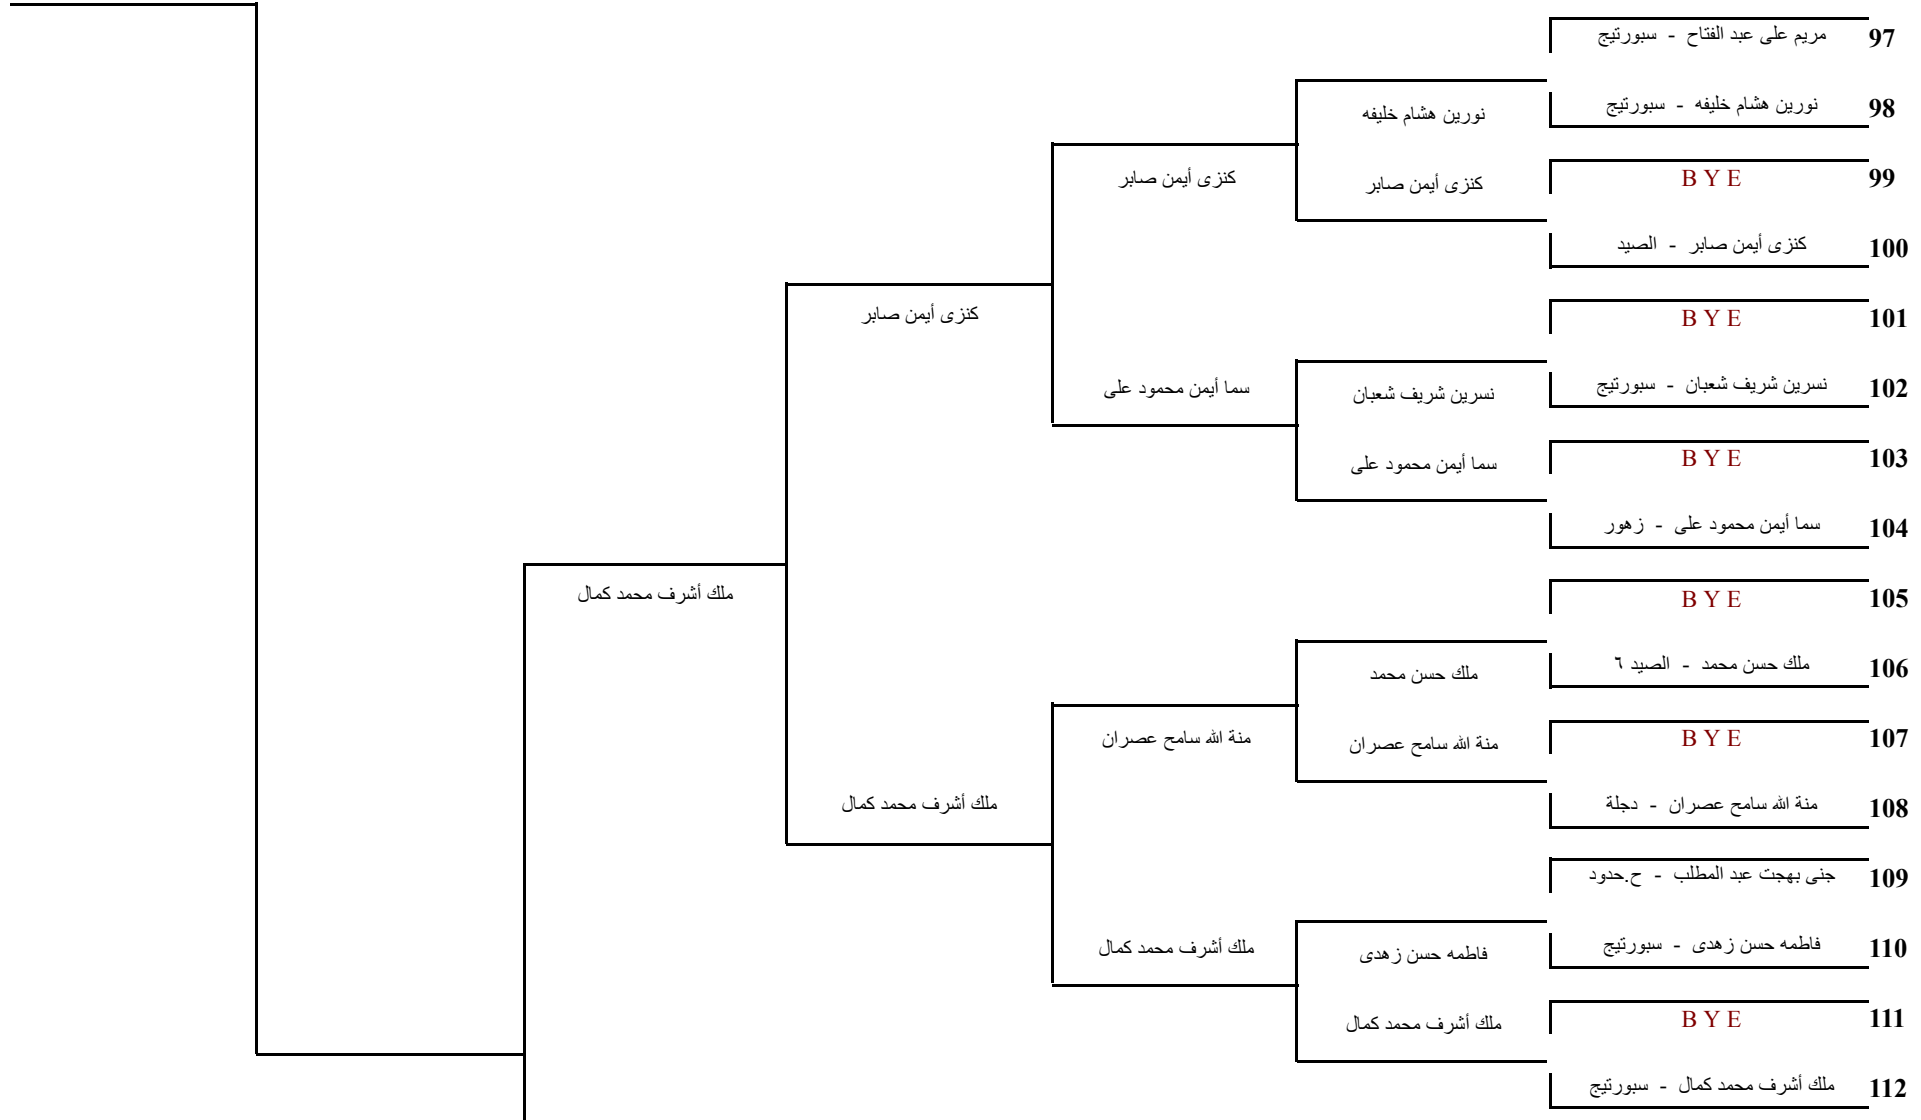 مريم على عبد الفتاح - سبورتيج 97
نورين هشام خليفه - سبورتيج 98
نورين هشام خليفه
B Y E 99
كنزى أيمن صابر
كنزى أيمن صابر
كنزى أيمن صابر - الصيد 100
B Y E 101
كنزى أيمن صابر
نسرين شريف شعبان - سبورتيج 102
نسرين شريف شعبان
سما أيمن محمود على
B Y E 103
سما أيمن محمود على
سما أيمن محمود على - زهور 104
B Y E 105
ملك أشرف محمد كمال
ملك حسن محمد - الصيد ٦ 106
ملك حسن محمد
B Y E 107
منة الله سامح عصران
منة الله سامح عصران
منة الله سامح عصران - دجلة 108
ملك أشرف محمد كمال
جنى بهجت عبد المطلب - ح.حدود 109
فاطمه حسن زهدى - سبورتيج 110
فاطمه حسن زهدى
ملك أشرف محمد كمال
B Y E 111
ملك أشرف محمد كمال
ملك أشرف محمد كمال - سبورتيج 112